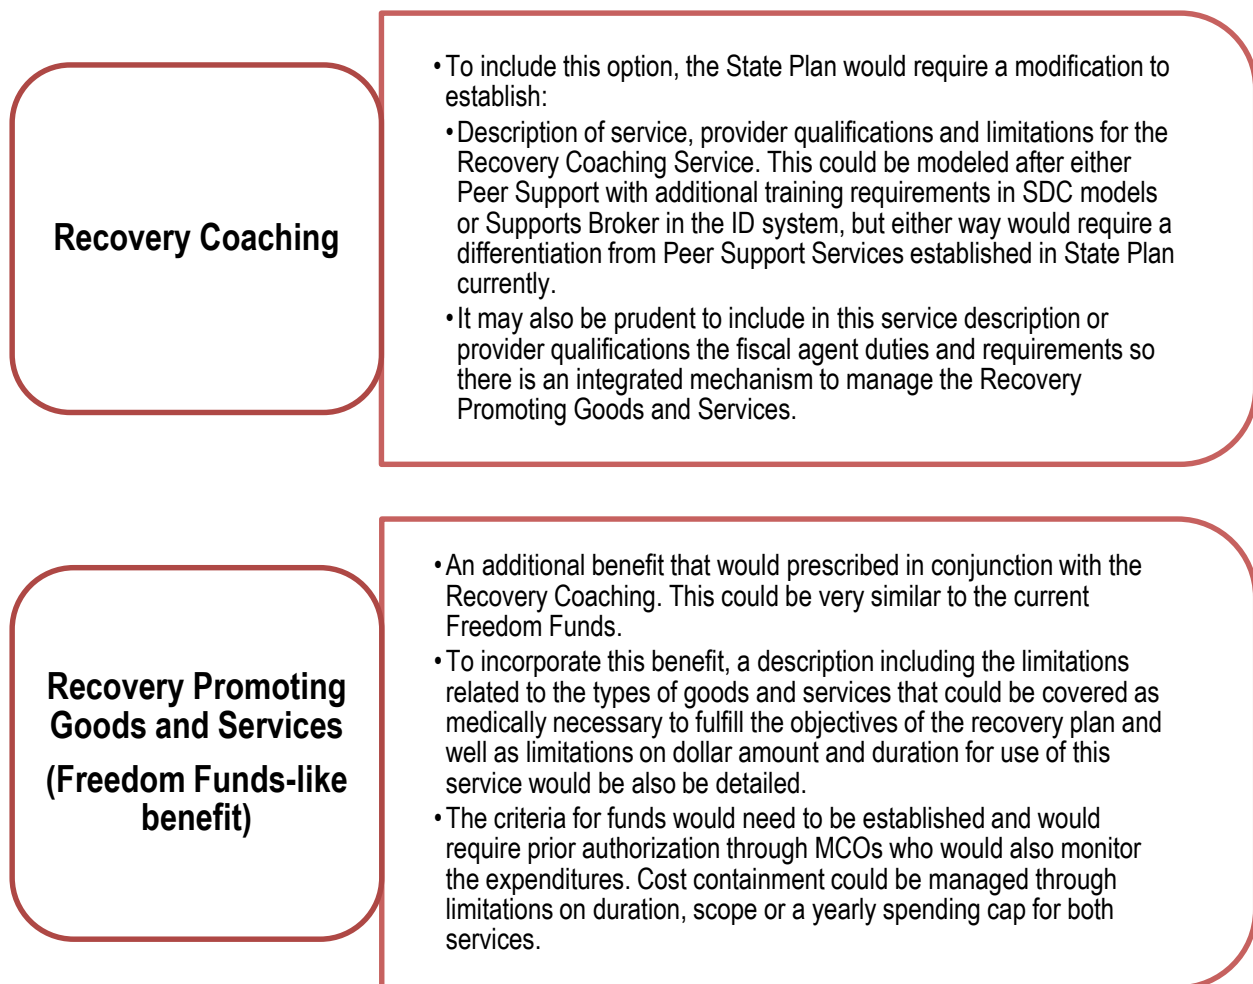 Recovery Coaching
•To include this option, the State Plan would require a modification to
establish:
•Description of service, provider qualifications and limitations for the
Recovery Coaching Service. This could be modeled after either
Peer Support with additional training requirements in SDC models
or Supports Broker in the ID system, but either way would require a
differentiation from Peer Support Services established in State Plan
currently.
•It may also be prudent to include in this service description or
provider qualifications the fiscal agent duties and requirements so
there is an integrated mechanism to manage the Recovery
Promoting Goods and Services.
Recovery Promoting
Goods and Services
(Freedom Funds-like
benefit)
•An additional benefit that would prescribed in conjunction with the
Recovery Coaching. This could be very similar to the current
Freedom Funds.
•To incorporate this benefit, a description including the limitations
related to the types of goods and services that could be covered as
medically necessary to fulfill the objectives of the recovery plan and
well as limitations on dollar amount and duration for use of this
service would be also be detailed.
•The criteria for funds would need to be established and would
require prior authorization through MCOs who would also monitor
the expenditures. Cost containment could be managed through
limitations on duration, scope or a yearly spending cap for both
services.